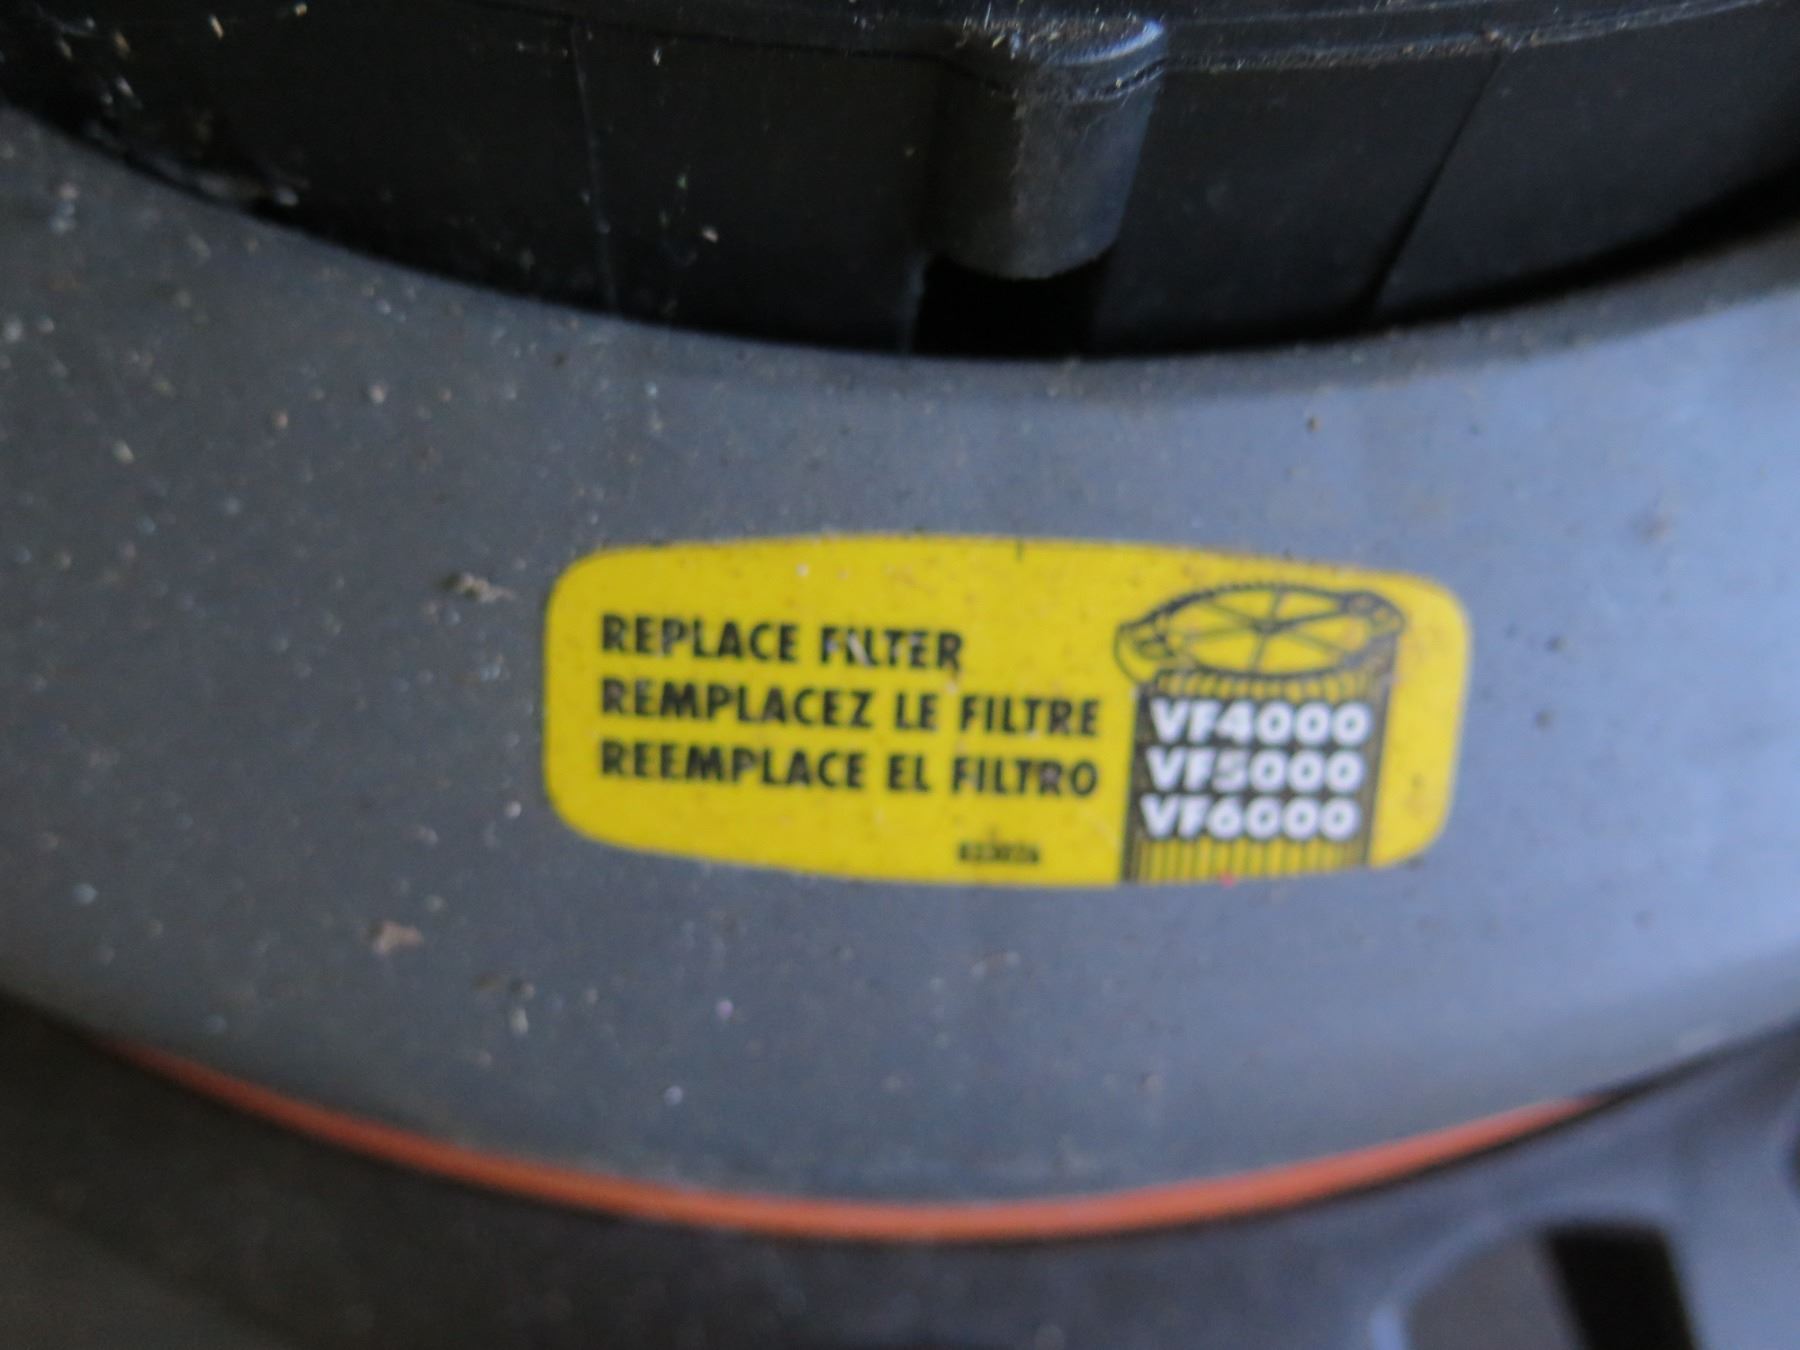 REPLACE FILTER
REMPLACEZ LE FILTRE
REEMPLACE EL FILTRO
VF4000
VF5000
VF6000